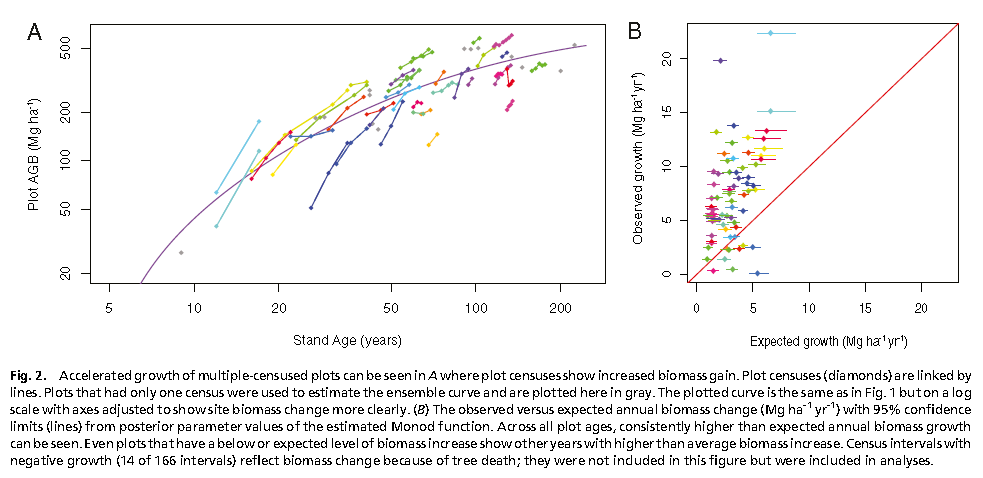 A
B
500
200
100
50
20
Plot AGB (Mg ha⁻¹)
5 10 20 50 100 200
Stand Age (years)
20
15
10
5
0
Observed growth (Mg ha⁻¹yr⁻¹)
0 5 10 15 20
Expected growth (Mg ha⁻¹yr⁻¹)
Fig. 2. Accelerated growth of multiple-censused plots can be seen in A where plot censuses show increased biomass gain. Plot censuses (diamonds) are linked by
lines. Plots that had only one census were used to estimate the ensemble curve and are plotted here in gray. The plotted curve is the same as in Fig. 1 but on a log
scale with axes adjusted to show site biomass change more clearly. (B) The observed versus expected annual biomass change (Mg ha⁻¹ yr⁻¹) with 95% confidence
limits (lines) from posterior parameter values of the estimated Monod function. Across all plot ages, consistently higher than expected annual biomass growth
can be seen. Even plots that have a below or expected level of biomass increase show other years with higher than average biomass increase. Census intervals with
negative growth (14 of 166 intervals) reflect biomass change because of tree death; they were not included in this figure but were included in analyses.